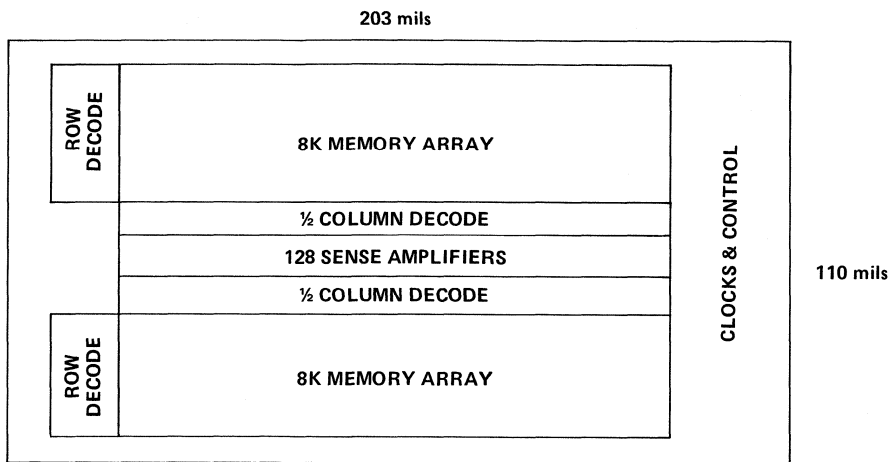 203 mils
ROW
DECODE
8K MEMORY ARRAY
½ COLUMN DECODE
128 SENSE AMPLIFIERS
½ COLUMN DECODE
ROW
DECODE
8K MEMORY ARRAY
CLOCKS & CONTROL
110 mils